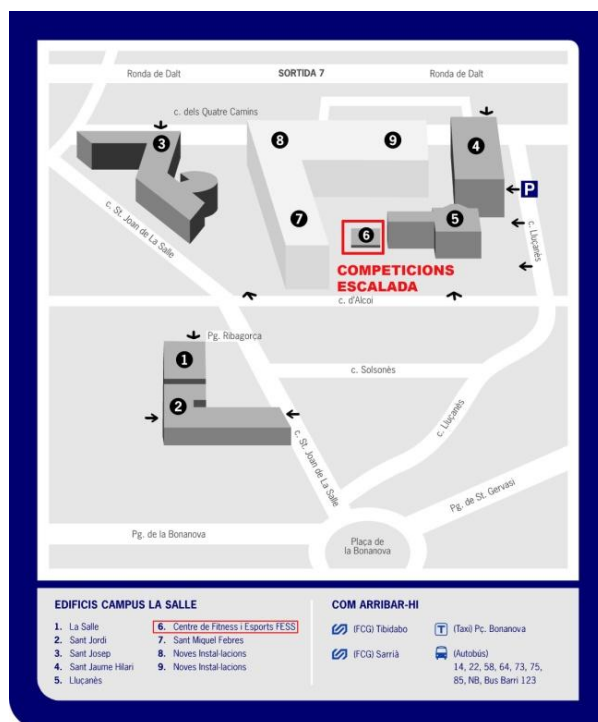 Ronda de Dalt
SORTIDA 7
Ronda de Dalt
c. dels Quatre Camins
8
9
3
4
P
7
6
5
c. St. Joan de La Salle
c. Lluçanès
COMPETICIONS
ESCALADA
c. d'Alcoi
Pg. Ribagorça
1
c. Solsonès
2
c. Lluçanès
c. St. Joan de La Salle
Pg. de St. Gervasi
Pg. de la Bonanova
Plaça de
la Bonanova
EDIFICIS CAMPUS LA SALLE
1. La Salle
2. Sant Jordi
3. Sant Josep
4. Sant Jaume Hilari
5. Lluçanès
6. Centre de Fitness i Esports FESS
7. Sant Miquel Febres
8. Noves Instal·lacions
9. Noves Instal·lacions
COM ARRIBAR-HI
(FCG) Tibidabo
(FCG) Sarrià
T (Taxi) Pç. Bonanova
(Autobús)
14, 22, 58, 64, 73, 75,
85, NB, Bus Barri 123